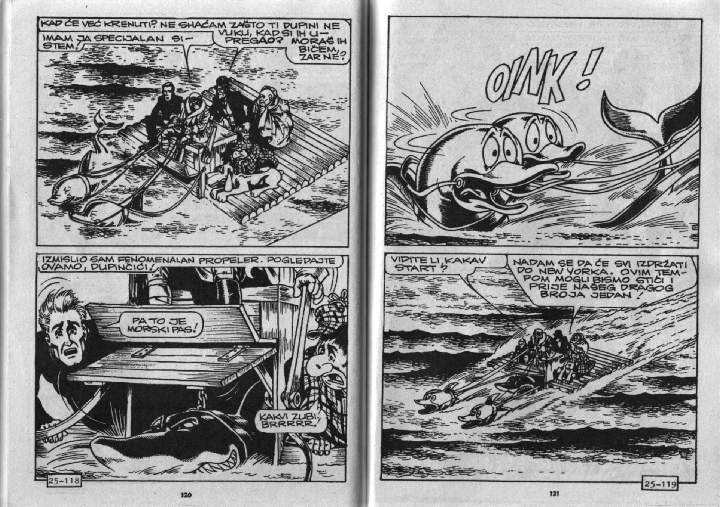 KAD ĆE VEĆ KRENUTI? NE SHAĆAM ZAŠTO TI DUPINI NE
VUKU, KAD SI IH U-
PREGAO? MORAŠ IH
BIČEM,
ZAR NE?
IMAM JA SPECIJALAN SI-
STEM!
IZMISLIO SAM FENOMENALAN PROPELER. POGLEDAJTE
OVAMO, DUPINČIĆI!
PA TO JE
MORSKI PAS!
KAKVI ZUBI,
BRRRRR!
25-118
120
OINK!
VIDITE LI, KAKAV
START?
NADAM SE DA ĆE SVI IZDRŽATI
DO NEW YORKA. OVIM TEM-
POM MOGLI BISMO STIĆI I
PRIJE NAŠEG DRAGOG
BROJA JEDAN!
25-119
121